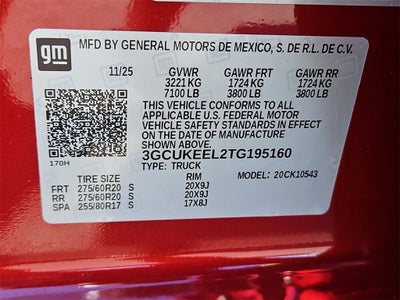 gm
MFD BY GENERAL MOTORS DE MEXICO, S. DE R.L. DE C.V.
11/25 GVWR GAWR FRT GAWR RR
3221 KG 1724 KG 1724 KG
7100 LB 3800 LB 3800 LB
THIS VEHICLE CONFORMS TO ALL
APPLICABLE U.S. FEDERAL MOTOR
VEHICLE SAFETY STANDARDS IN EFFECT
ON THE DATE OF MANUFACTURE
SHOWN ABOVE.
3GCUKEEL2TG195160
170H TYPE: TRUCK
TIRE SIZE RIM MODEL: 20CK10543
FRT 275/60R20 S 20X9J
RR 275/60R20 S 20X9J
SPA 255/80R17 S 17X8J